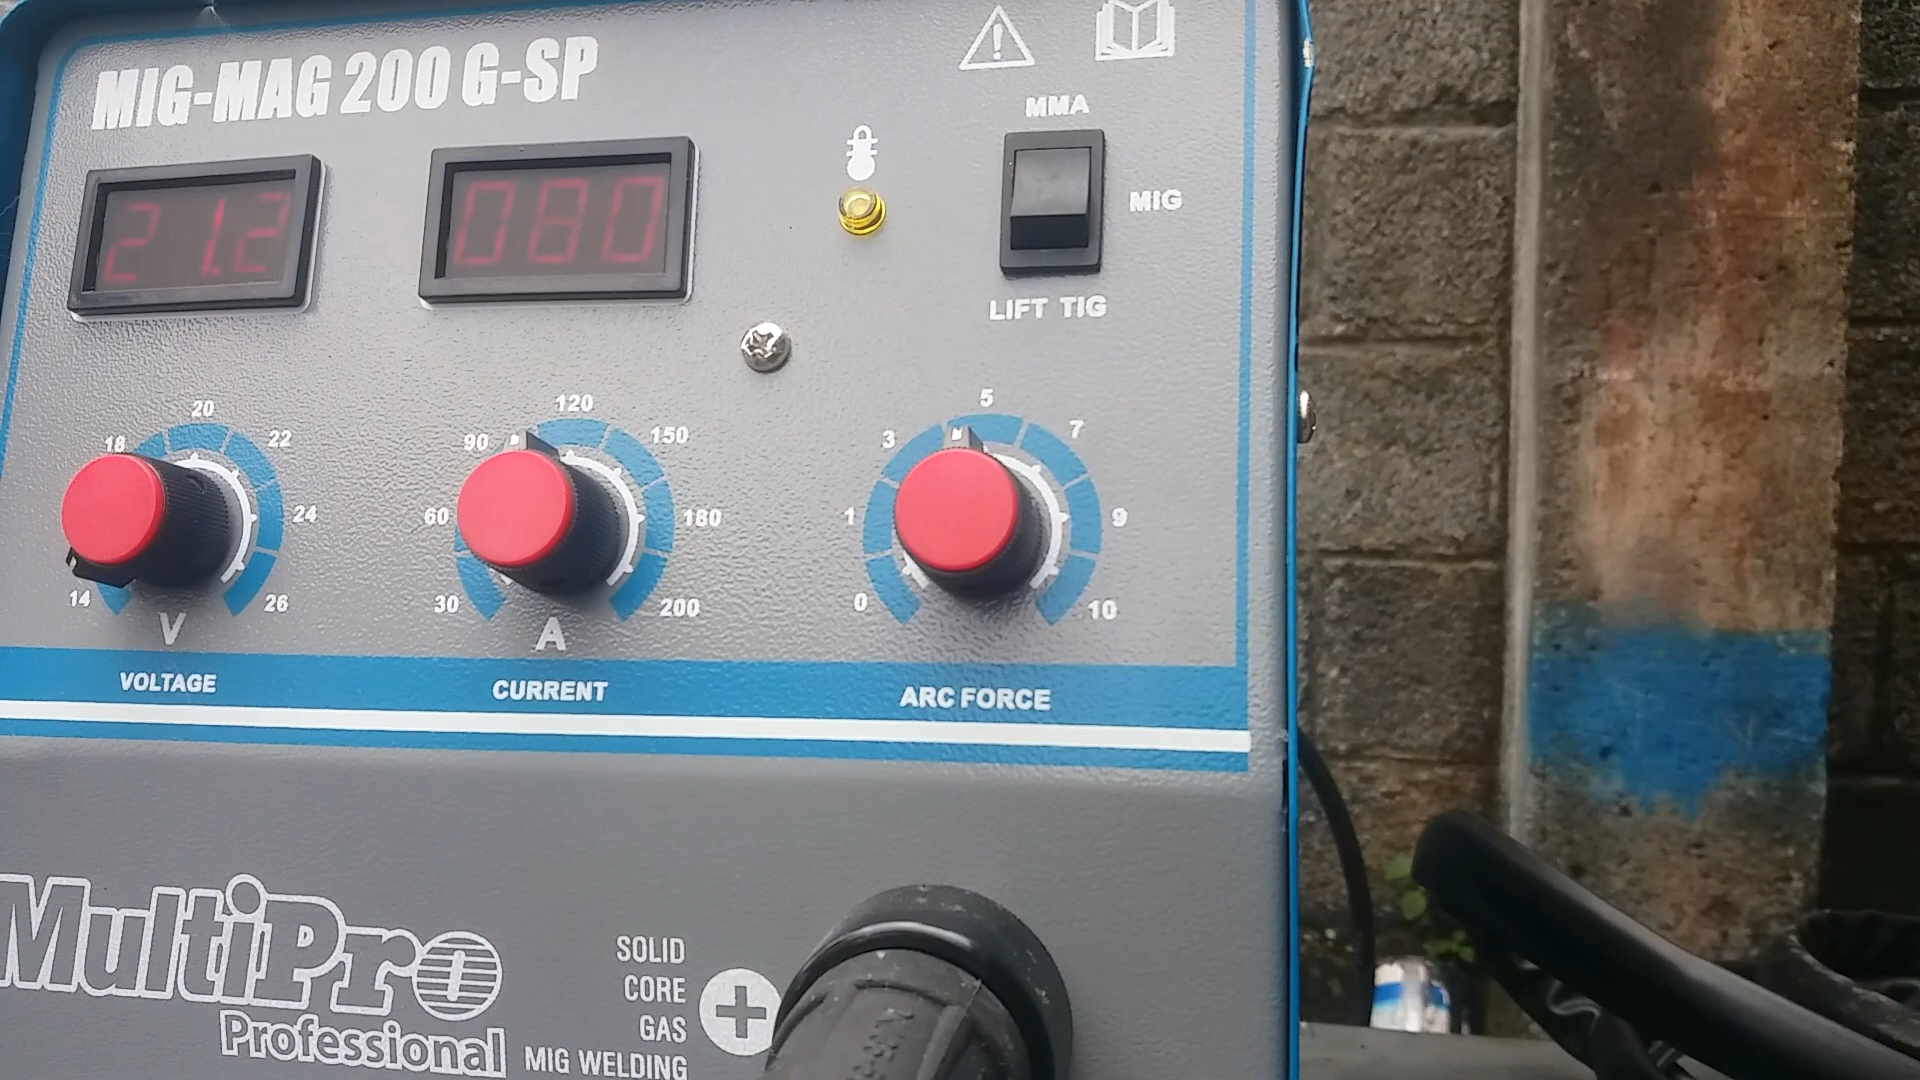 MIG-MAG 200 G-SP
MMA
MIG
LIFT TIG
21.2
080
14
18
20
22
24
26
V
VOLTAGE
30
60
90
120
150
180
200
A
CURRENT
0
1
3
5
7
9
10
ARC FORCE
MultiPro
Professional
SOLID
CORE
GAS
MIG WELDING